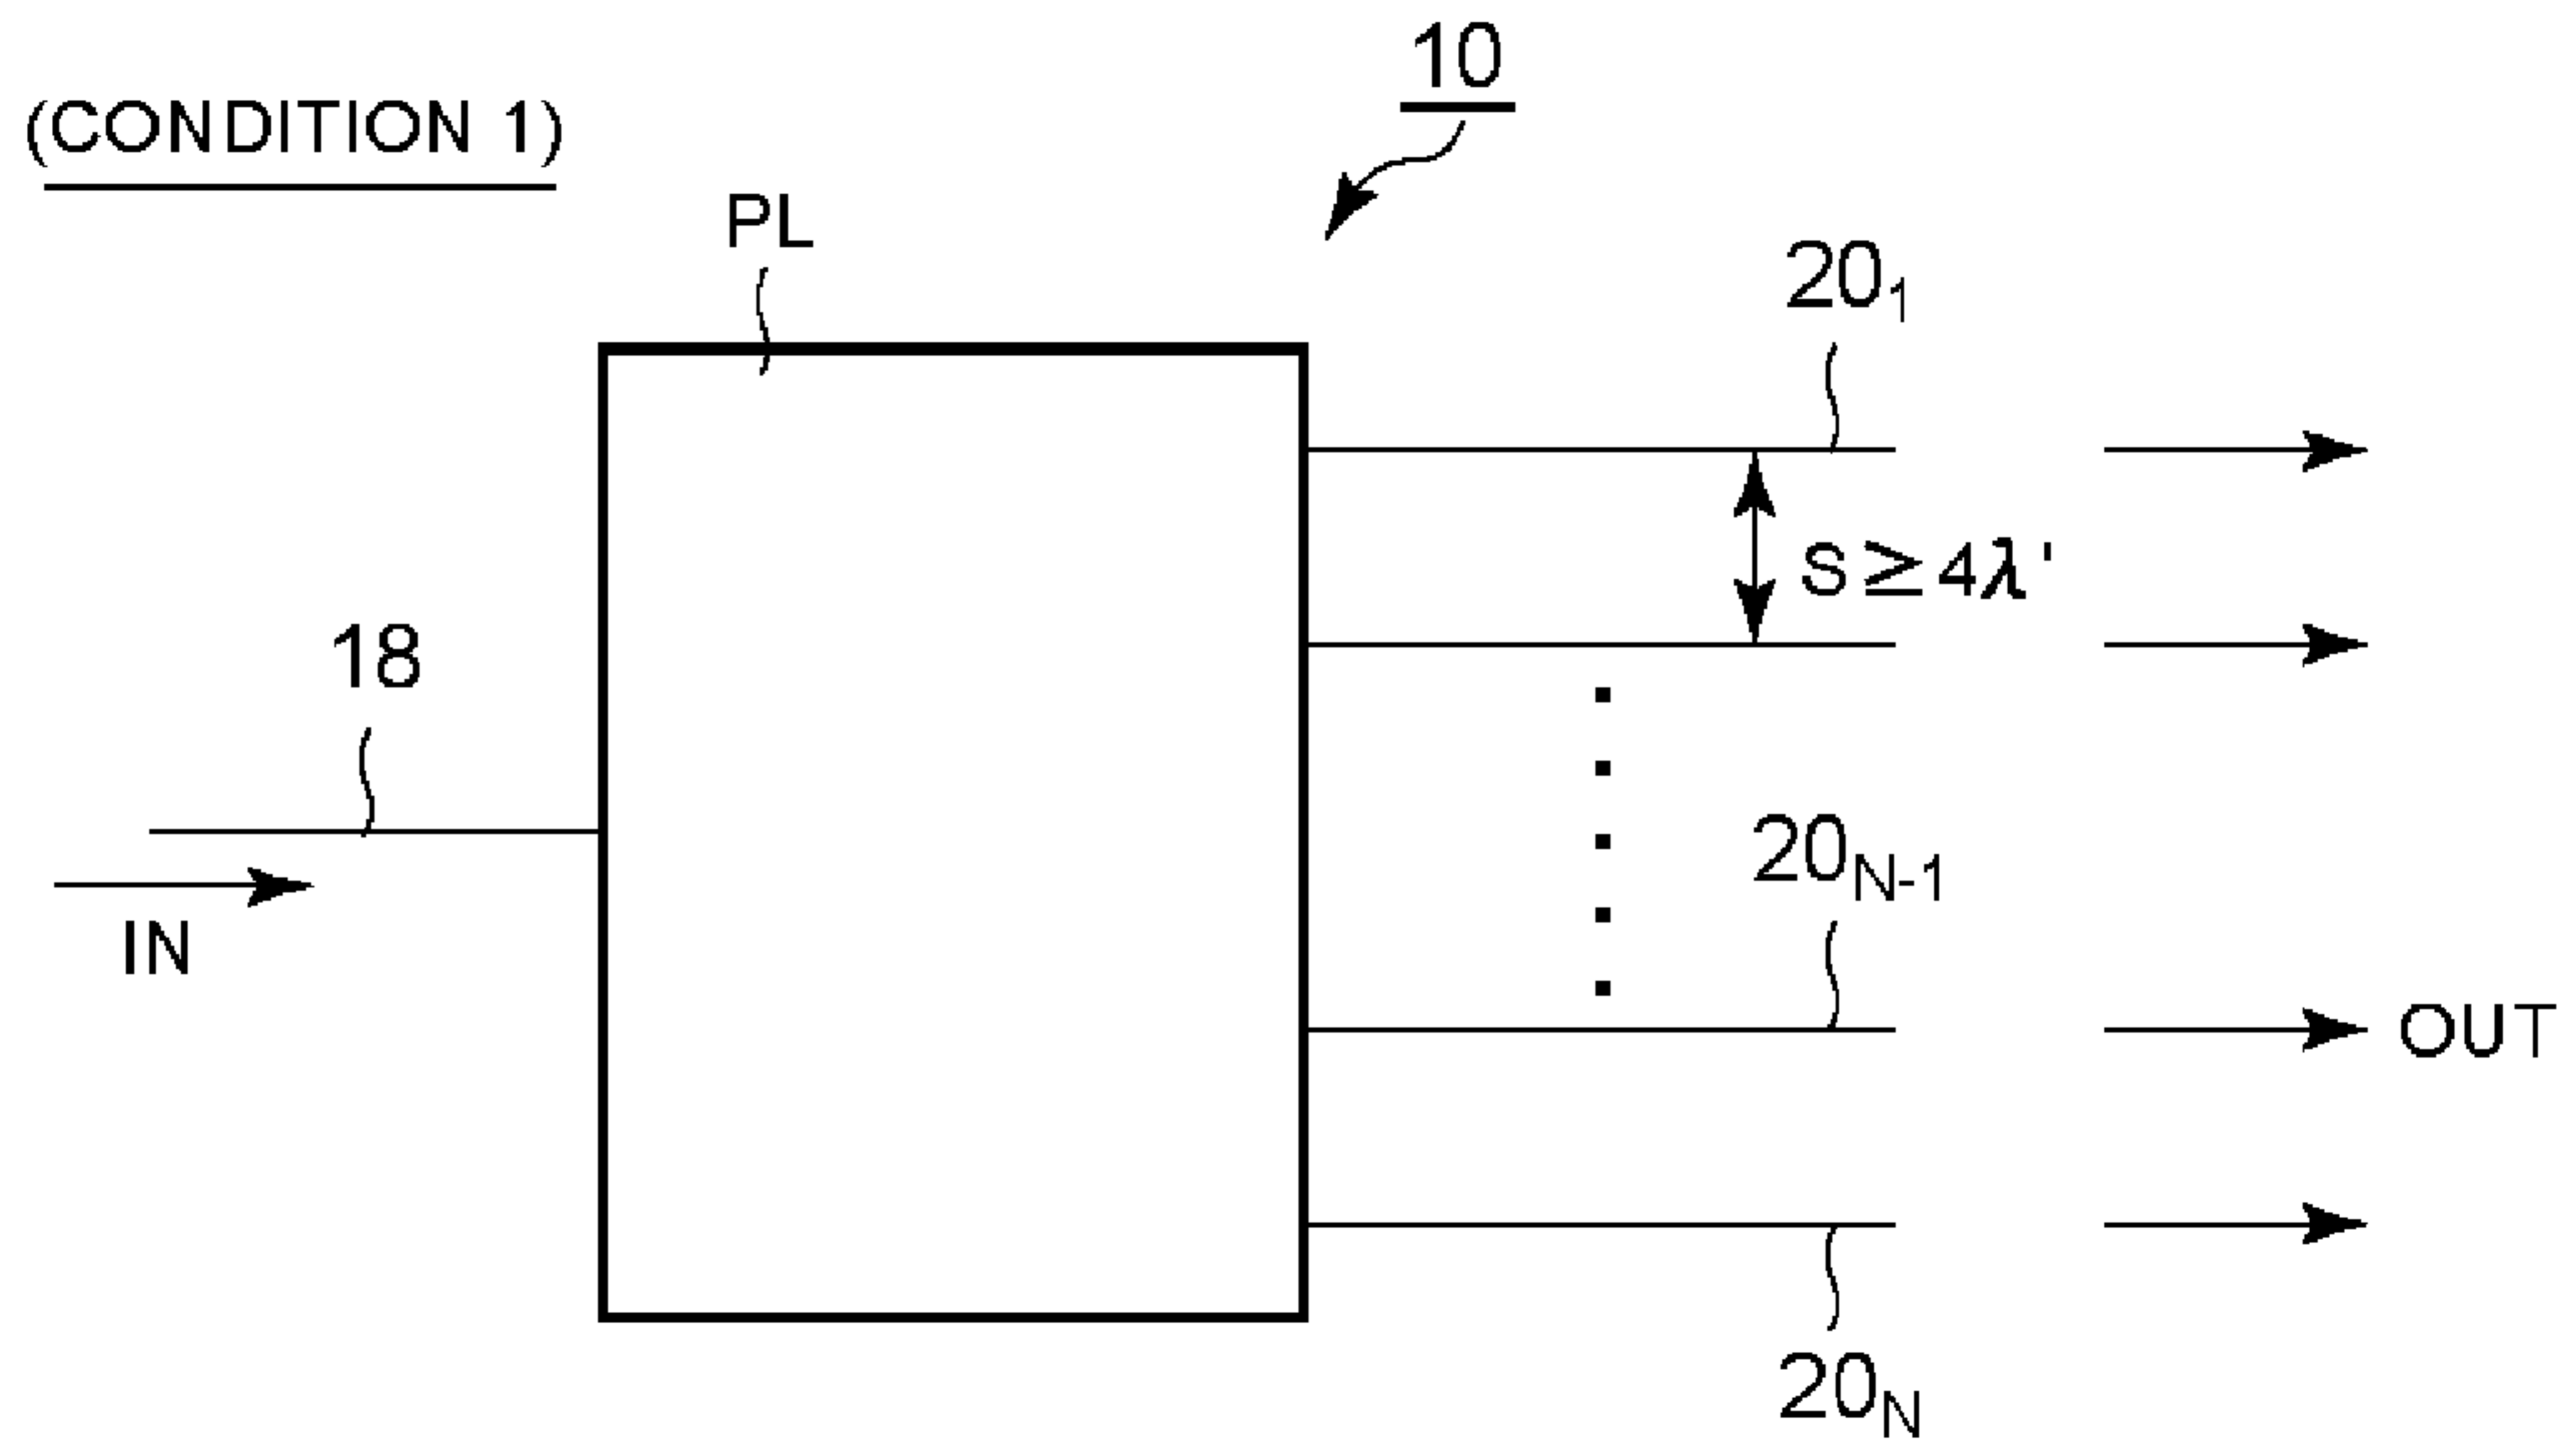 10
(CONDITION 1)
PL
20₁
S≥4λ'
18
20N-1
IN
OUT
20N